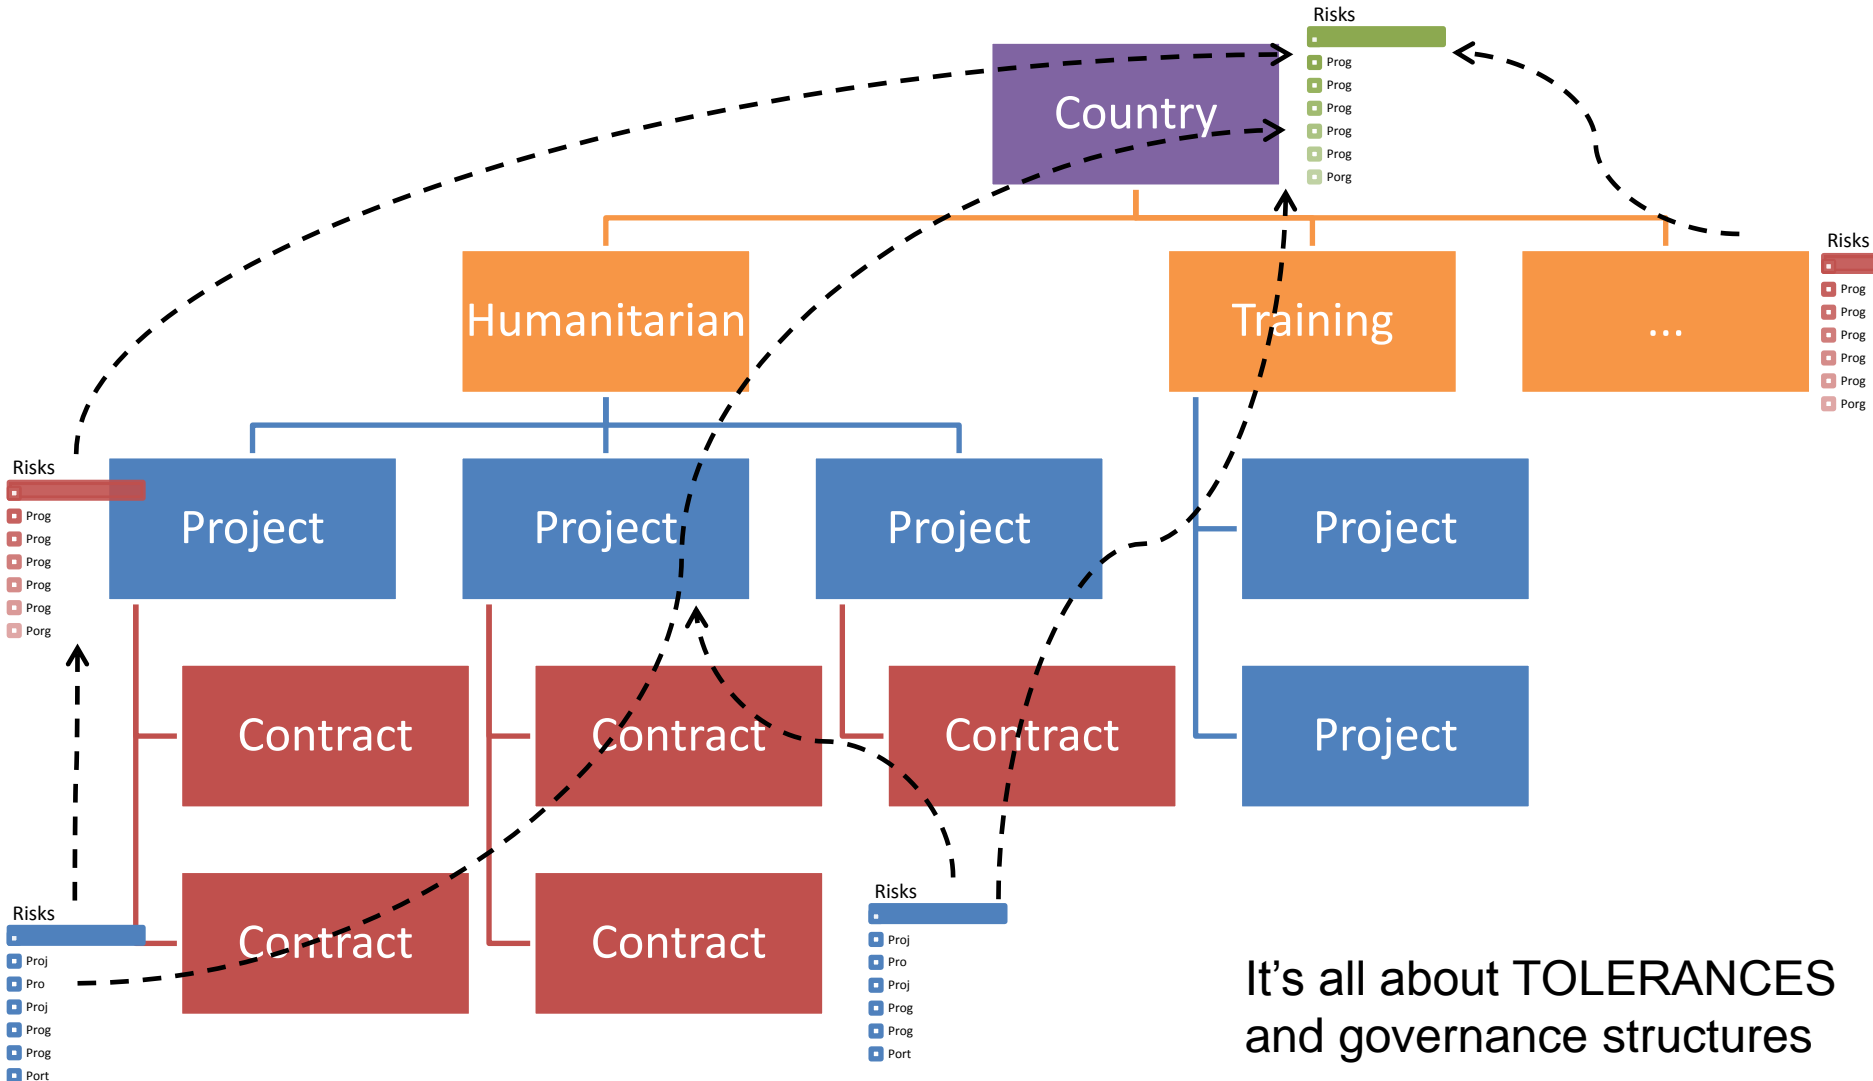 Risks
Prog
Prog
Prog
Prog
Prog
Porg
Country
Risks
Prog
Prog
Prog
Prog
Prog
Porg
Humanitarian
Training
...
Risks
Prog
Prog
Prog
Prog
Prog
Porg
Project
Project
Project
Project
Contract
Contract
Contract
Project
Risks
Proj
Pro
Proj
Prog
Prog
Port
Contract
Contract
Risks
Proj
Pro
Proj
Prog
Prog
Port
It’s all about TOLERANCES
and governance structures